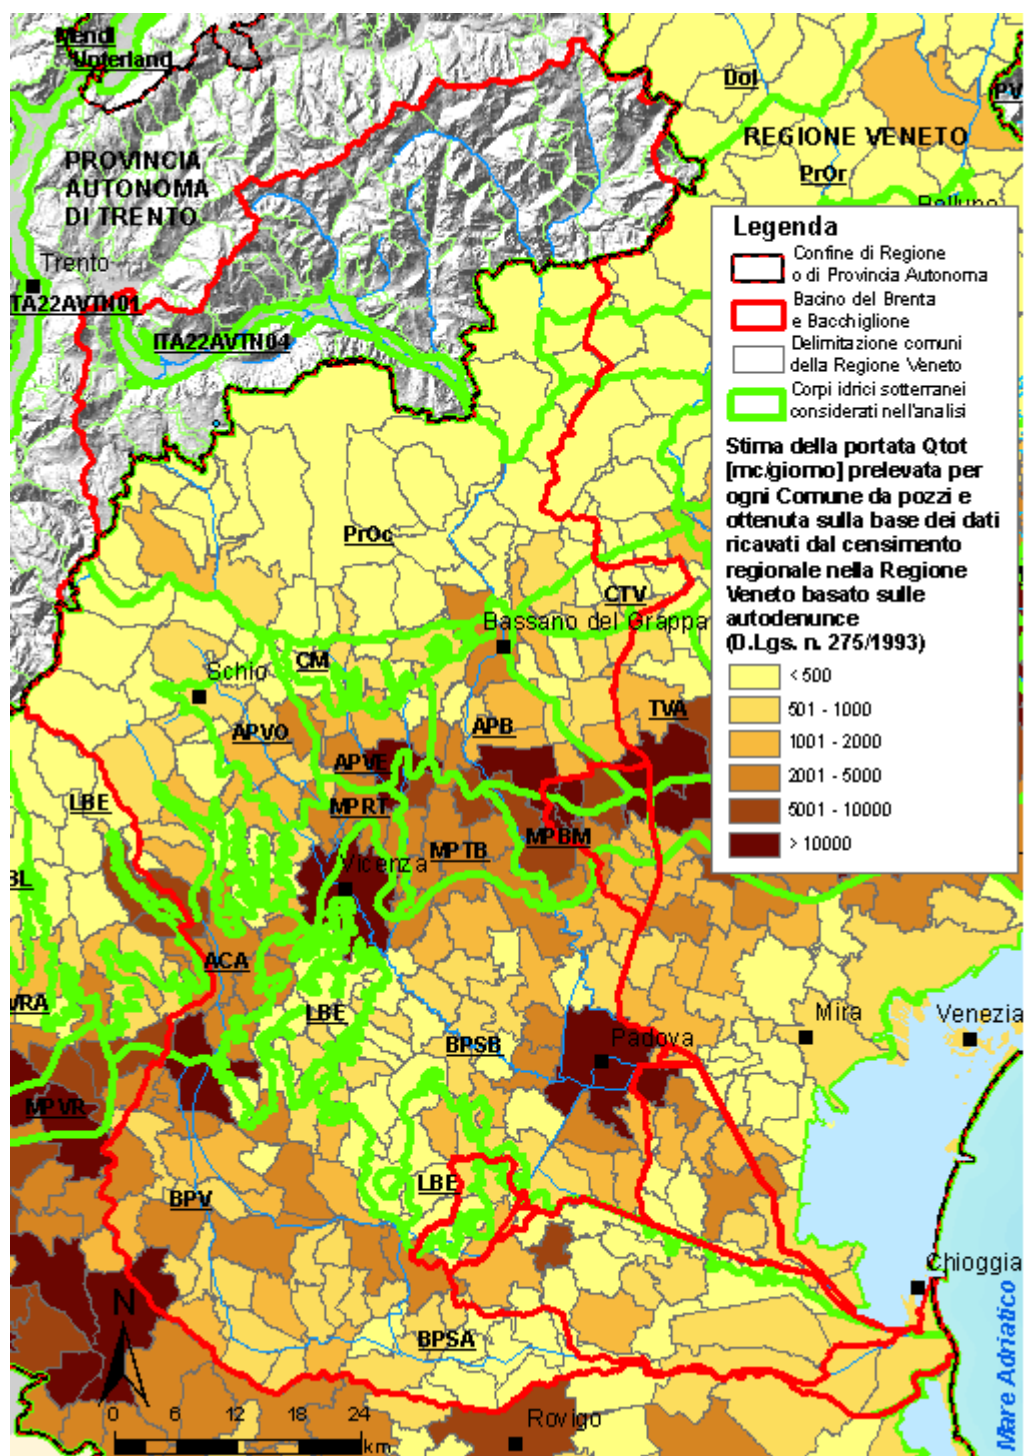 Mendl
Unterland
Dol
PV
PROVINCIA
AUTONOMA
DI TRENTO
REGIONE VENETO
PrOr
Belluno
Trento
ITA22AVTN01
ITA22AVTN04
Legenda
Confine di Regione
o di Provincia Autonoma
Bacino del Brenta
e Bacchiglione
Delimitazione comuni
della Regione Veneto
Corpi idrici sotterranei
considerati nell'analisi
Stima della portata Qtot
[mc/giorno] prelevata per
ogni Comune da pozzi e
ottenuta sulla base dei dati
ricavati dal censimento
regionale nella Regione
Veneto basato sulle
autodenunce
(D.Lgs. n. 275/1993)
< 500
501 - 1000
1001 - 2000
2001 - 5000
5001 - 10000
> 10000
PrOc
CTV
Bassano del Grappa
CM
Schio
APVO
APB
TVA
APVE
LBE
MPRT
MPTB
MPBM
Vicenza
BL
ACA
VRA
LBE
BPSB
Padova
Mira
Venezia
MPVR
LBE
BPV
Chioggia
N
BPSA
Mare Adriatico
0 6 12 18 24
km
Rovigo